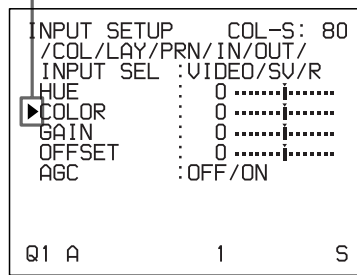 INPUT SETUP COL-S: 80
/COL/LAY/PRN/IN/OUT/
INPUT SEL :VIDEO/SV/R
HUE : 0
COLOR : 0
GAIN : 0
OFFSET : 0
AGC :OFF/ON
Q1 A 1 S